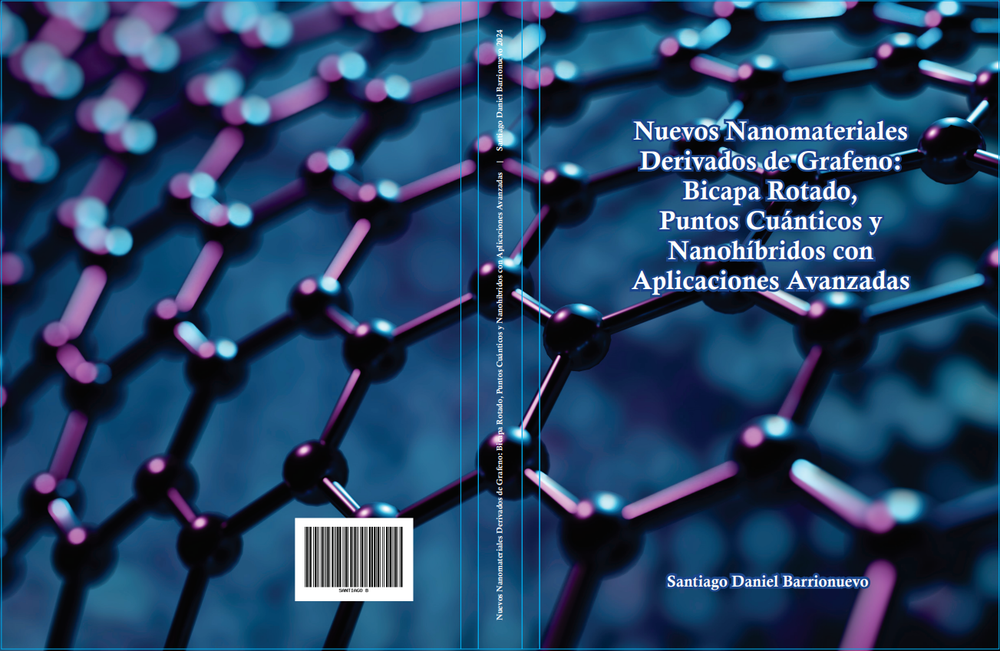 Nuevos Nanomateriales
Derivados de Grafeno:
Bicapa Rotado,
Puntos Cuánticos y
Nanohíbridos con
Aplicaciones Avanzadas
Santiago Daniel Barrionuevo
Nuevos Nanomateriales Derivados de Grafeno: Bicapa Rotado, Puntos Cuánticos y Nanohíbridos con Aplicaciones Avanzadas | Santiago Daniel Barrionuevo 2024
SANTIAGO B